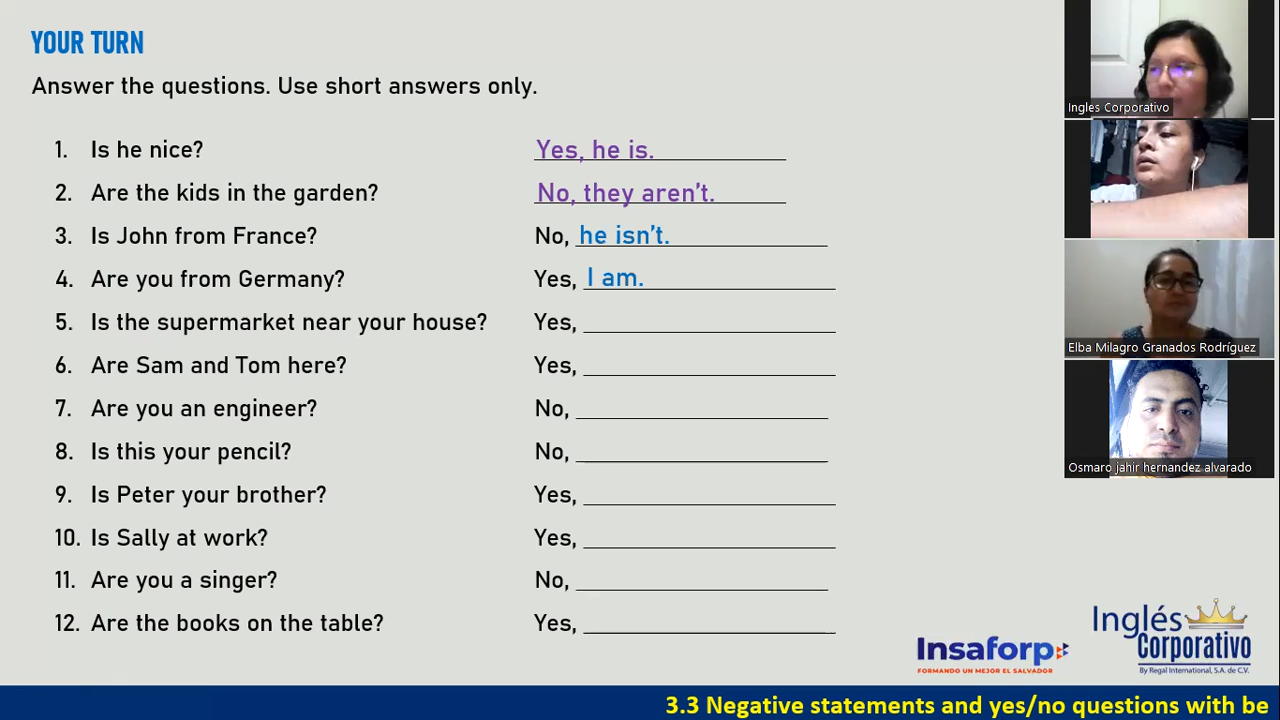 YOUR TURN
Answer the questions. Use short answers only.
1. Is he nice? Yes, he is.
2. Are the kids in the garden? No, they aren't.
3. Is John from France? No, he isn't.
4. Are you from Germany? Yes, I am.
5. Is the supermarket near your house? Yes,
6. Are Sam and Tom here? Yes,
7. Are you an engineer? No,
8. Is this your pencil? No,
9. Is Peter your brother? Yes,
10. Is Sally at work? Yes,
11. Are you a singer? No,
12. Are the books on the table? Yes,
Ingles Corporativo
Elba Milagro Granados Rodríguez
Osmaro jahir hernandez alvarado
Insaforp
FORMANDO UN MEJOR EL SALVADOR
Inglés
Corporativo
By Regal International, S.A. de C.V.
3.3 Negative statements and yes/no questions with be